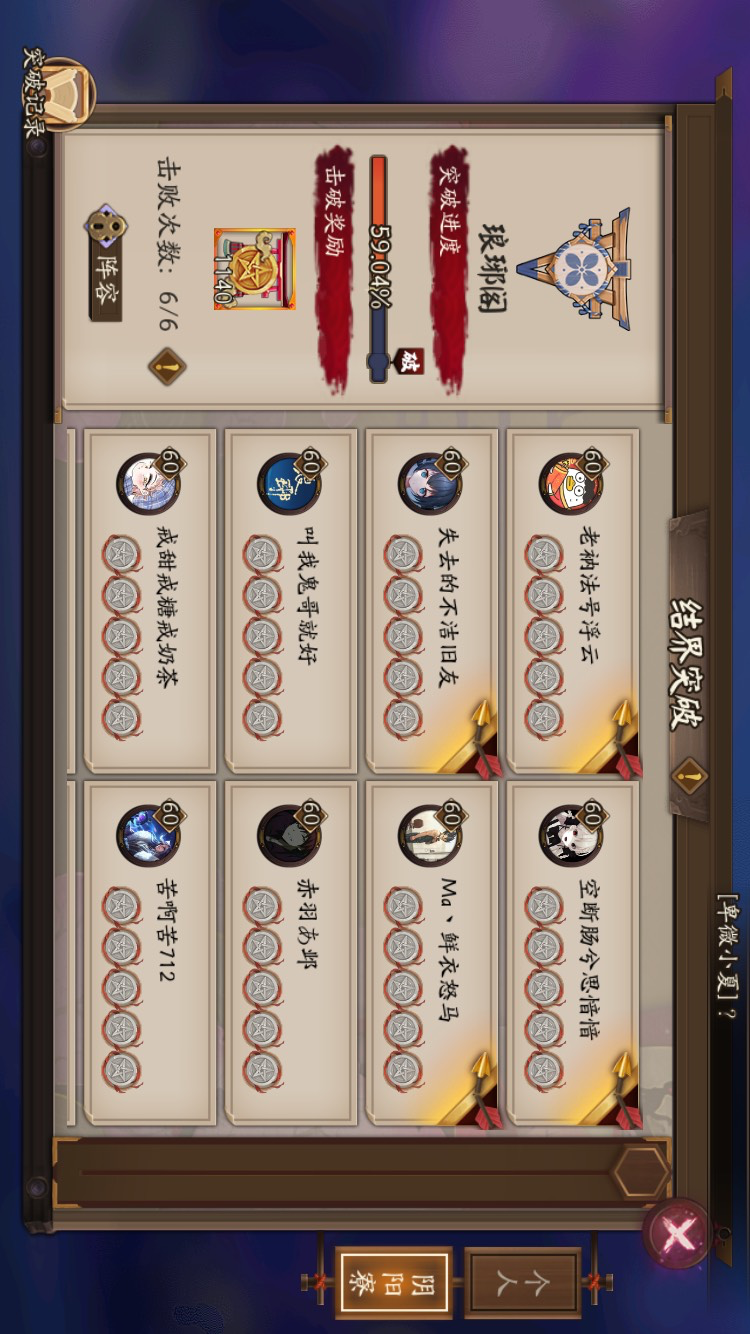 [卑微小夏]?
结界突破
琅琊阁
突破进度
59.04%
破
击破奖励
1140
击败次数: 6/6
阵容
突破记录
60
老衲法号浮云
60
空断肠兮思愔愔
60
失去的不洁旧友
60
Ma丶鲜衣怒马
60
叫我鬼哥就好
60
赤羽あ邺
60
戒甜戒糖戒奶茶
60
苦啊苦712
个人
阴阳寮